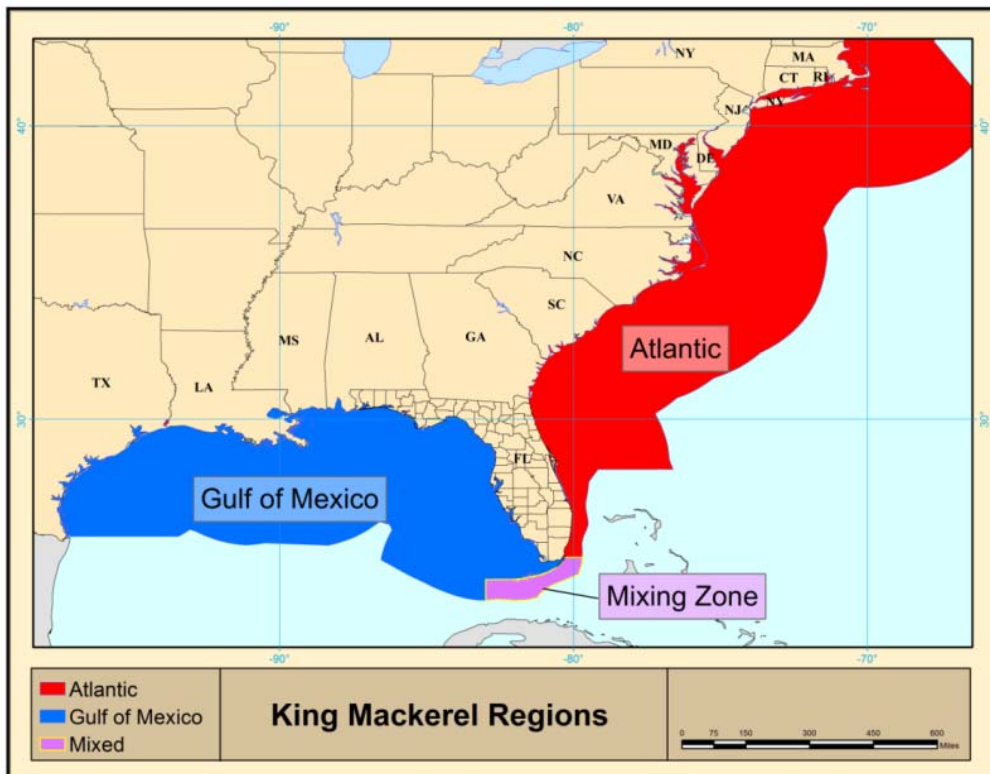 -90° -80° -70°
NY
MA
CT RI
NJ NY
40° 40°
MD DE
VA
NC
SC
Atlantic
MS AL GA
TX LA
30° 30°
FL
Gulf of Mexico
Mixing Zone
-90° -80° -70°
Atlantic
Gulf of Mexico
Mixed
King Mackerel Regions
0 75 150 300 450 600
Miles